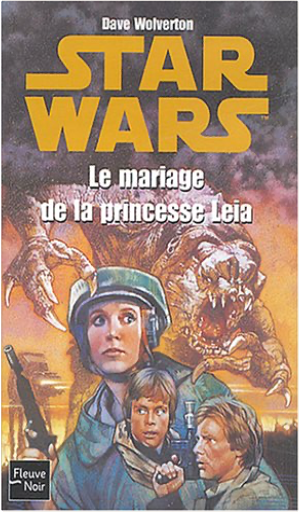 Dave Wolverton
STAR
WARS
Le mariage
de la princesse Leia
Fleuve
Noir